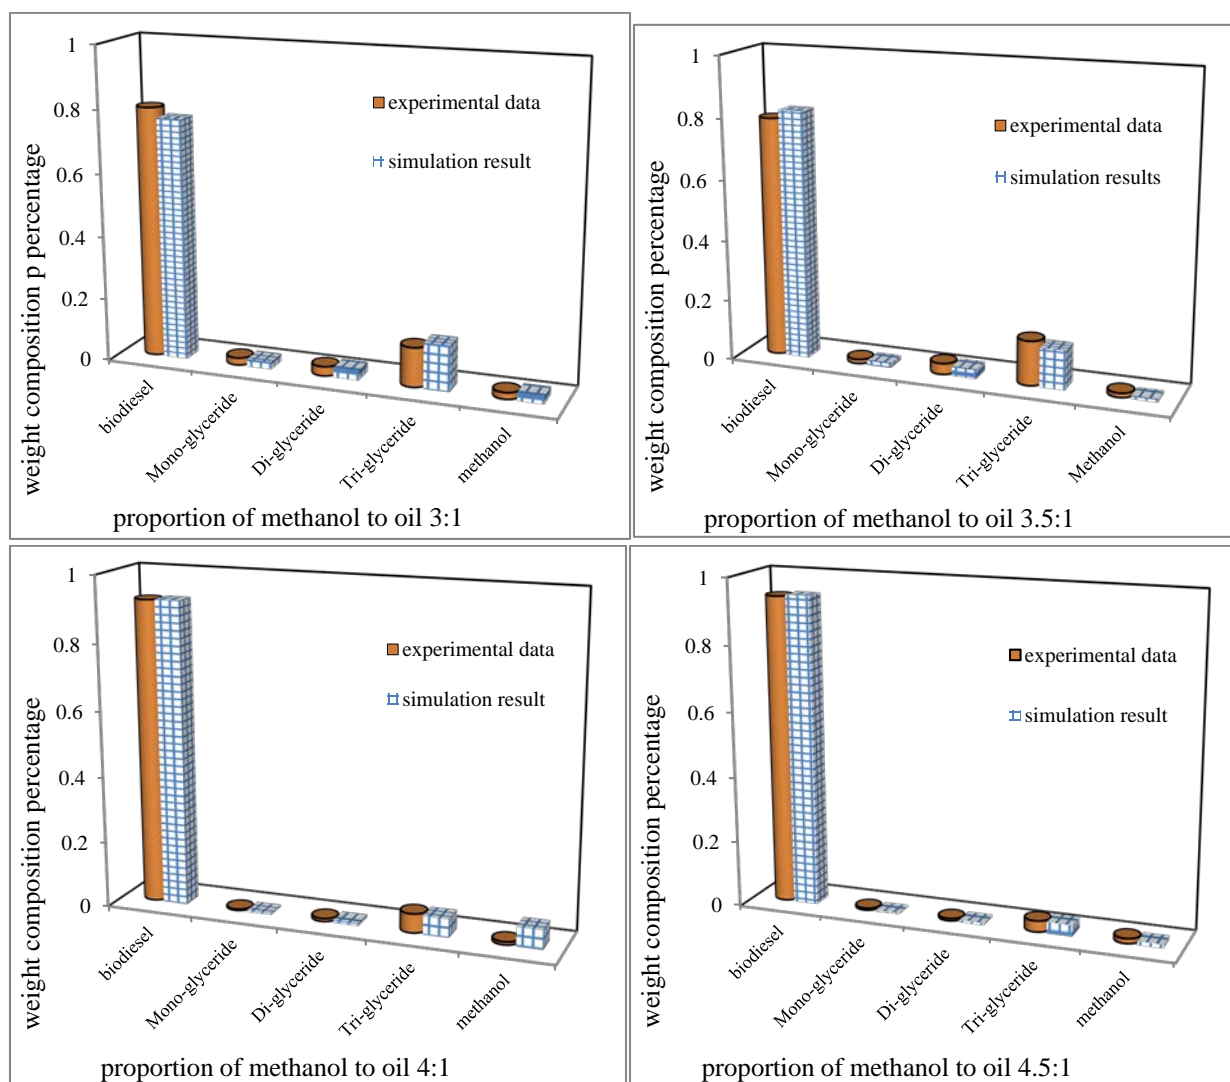 weight composition p percentage
1
0.8
0.6
0.4
0.2
0
experimental data
simulation result
biodiesel
Mono-glyceride
Di-glyceride
Tri-glyceride
methanol
proportion of methanol to oil 3:1
weight composition percentage
1
0.8
0.6
0.4
0.2
0
experimental data
simulation results
biodiesel
Mono-glyceride
Di-glyceride
Tri-glyceride
Methanol
proportion of methanol to oil 3.5:1
weight composition percentage
1
0.8
0.6
0.4
0.2
0
experimental data
simulation result
biodiesel
Mono-glyceride
Di-glyceride
Tri-glyceride
methanol
proportion of methanol to oil 4:1
weight composition percentage
1
0.8
0.6
0.4
0.2
0
experimental data
simulation result
biodiesel
Mono-glyceride
Di-glyceride
Tri-glyceride
methanol
proportion of methanol to oil 4.5:1